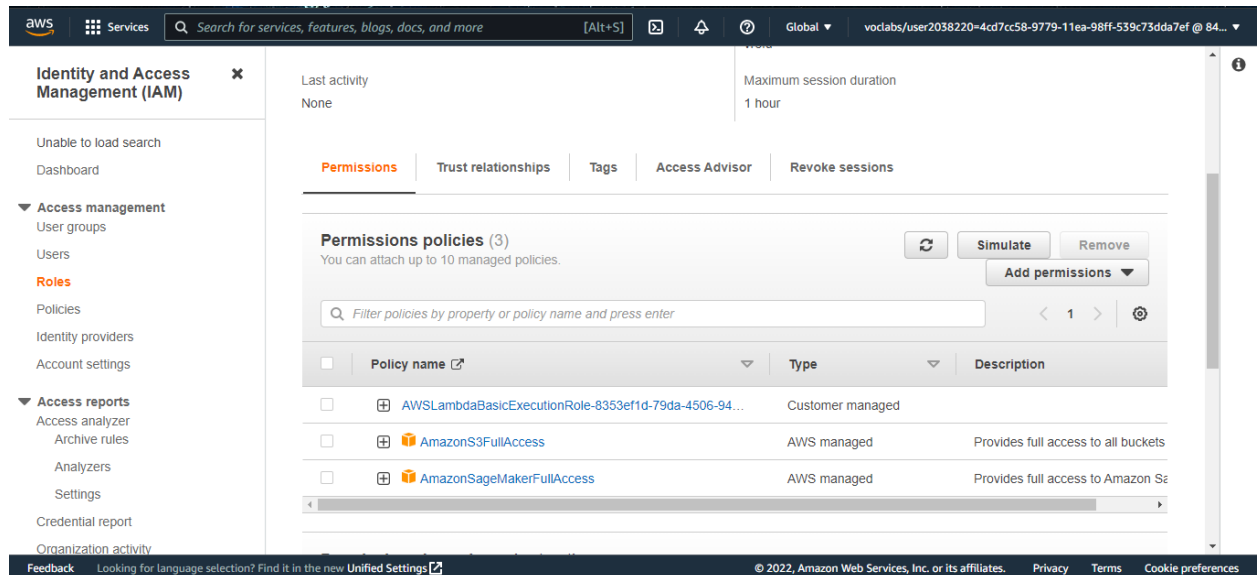 aws
Services
Search for services, features, blogs, docs, and more
[Alt+S]
Global
voclabs/user2038220=4cd7cc58-9779-11ea-98ff-539c73dda7ef @ 84...
Identity and Access
Management (IAM)
Unable to load search
Dashboard
Access management
User groups
Users
Roles
Policies
Identity providers
Account settings
Access reports
Access analyzer
Archive rules
Analyzers
Settings
Credential report
Organization activity
Last activity
None
Maximum session duration
1 hour
Permissions
Trust relationships
Tags
Access Advisor
Revoke sessions
Permissions policies (3)
You can attach up to 10 managed policies.
Simulate
Remove
Add permissions
Filter policies by property or policy name and press enter
1
Policy name
Type
Description
AWSLambdaBasicExecutionRole-8353ef1d-79da-4506-94...
Customer managed
AmazonS3FullAccess
AWS managed
Provides full access to all buckets
AmazonSageMakerFullAccess
AWS managed
Provides full access to Amazon Sa
Feedback
Looking for language selection? Find it in the new Unified Settings
© 2022, Amazon Web Services, Inc. or its affiliates.
Privacy
Terms
Cookie preferences